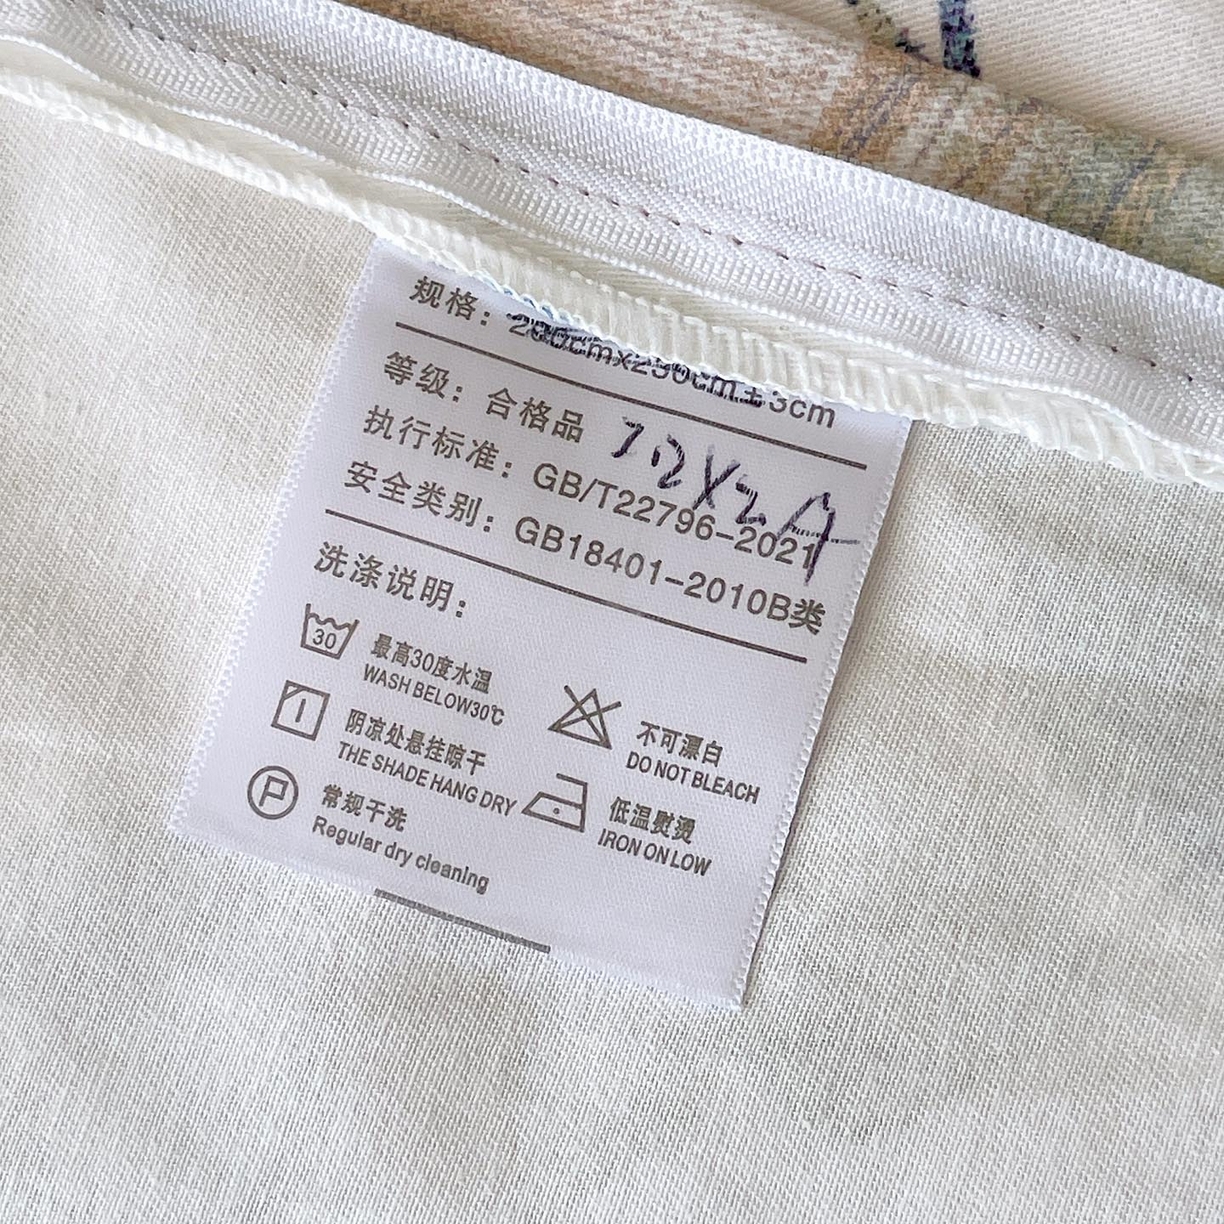 规格：200cmx230cm±3cm
等级：合格品
执行标准：GB/T22796-2021
安全类别：GB18401-2010B类
洗涤说明：
30
最高30度水温
WASH BELOW30℃
不可漂白
DO NOT BLEACH
阴凉处悬挂晾干
THE SHADE HANG DRY
低温熨烫
IRON ON LOW
P
常规干洗
Regular dry cleaning